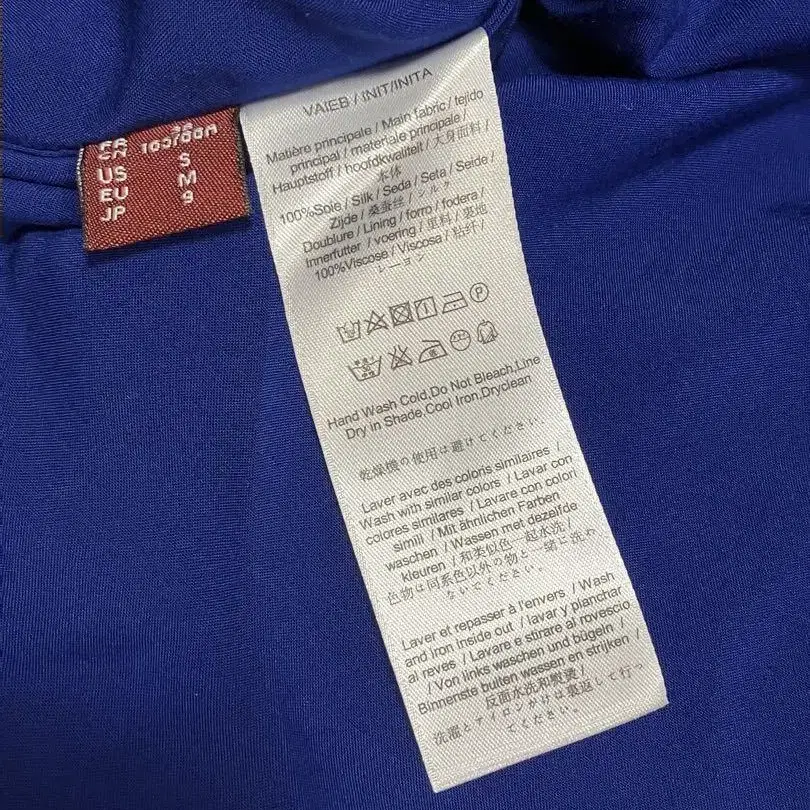 US S
EU M
JP 9
VAIEB / INIT/INITA
Matière principale / Main fabric / tejido
principal / materiale principale /
Hauptstoff / hoofdkwaliteit / 大身面料 /
本体
100%Soie / Silk / Seda / Seta / Seide /
Zijde / 桑蚕丝 / シルク
Doublure / Lining / forro / fodera /
Innerfutter / voering / 里料 / 裏地
100%Viscose / Viscosa / 粘纤 /
レーヨン
Hand Wash Cold,Do Not Bleach,Line
Dry in Shade,Cool Iron,Dryclean
乾燥機の使用は避けてください。
Laver avec des coloris similaires /
Wash with similar colors / Lavar con
colores similares / Lavare con colori
simili / Mit ähnlichen Farben
waschen / Wassen met dezelfde
kleuren / 和类似色一起水洗 /
色物は同系色以外の物と一緒に洗わ
ないでください。
Laver et repasser à l'envers / Wash
and iron inside out / lavar y planchar
al reves / Lavare e stirare al rovescio
/ Von links waschen und bügeln /
Binnenste buiten wassen en strijken /
反面水洗和熨烫 /
洗濯とアイロンがけは裏返して行っ
てください。